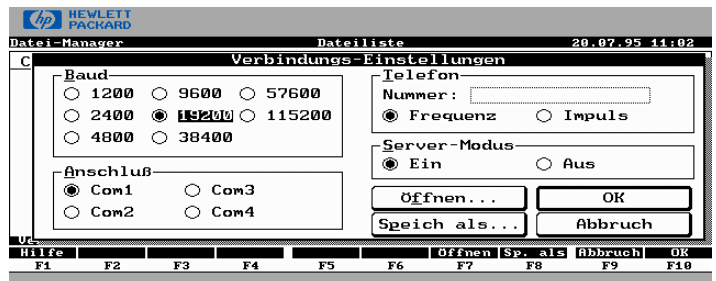 hp HEWLETT
PACKARD
Datei-Manager Dateiliste 20.07.95 11:02
C Verbindungs-Einstellungen
Baud
1200 9600 57600
2400 19200 115200
4800 38400
Anschluß
Com1 Com3
Com2 Com4
Telefon
Nummer:
Frequenz Impuls
Server-Modus
Ein Aus
Öffnen... OK
Speich als... Abbruch
Hilfe Öffnen Sp. als Abbruch OK
F1 F2 F3 F4 F5 F6 F7 F8 F9 F10